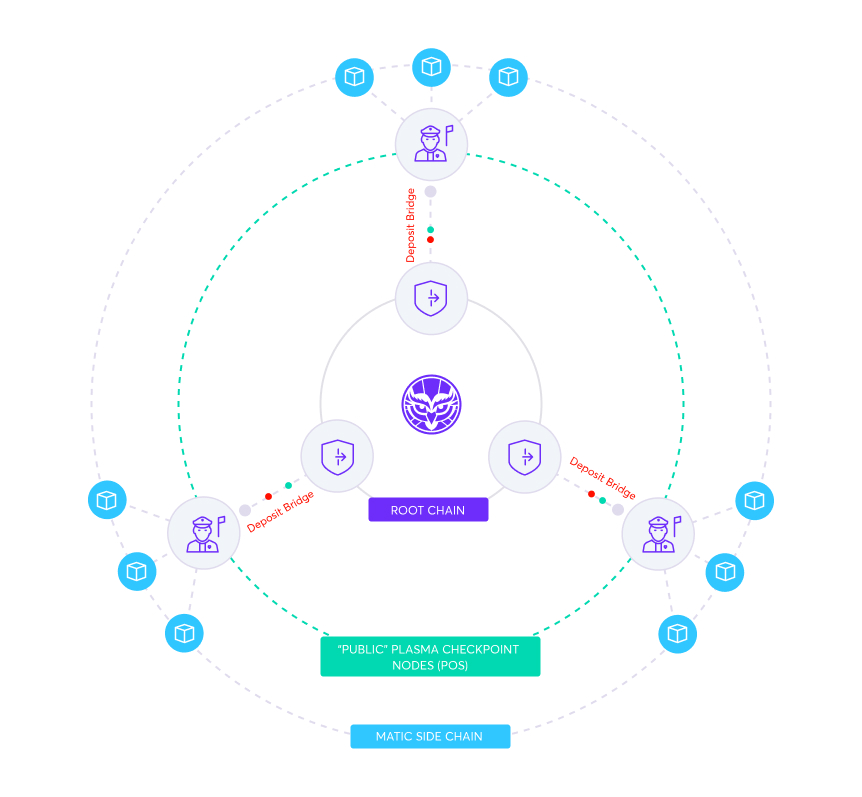 Deposit Bridge
Deposit Bridge
Deposit Bridge
ROOT CHAIN
"PUBLIC" PLASMA CHECKPOINT
NODES (POS)
MATIC SIDE CHAIN